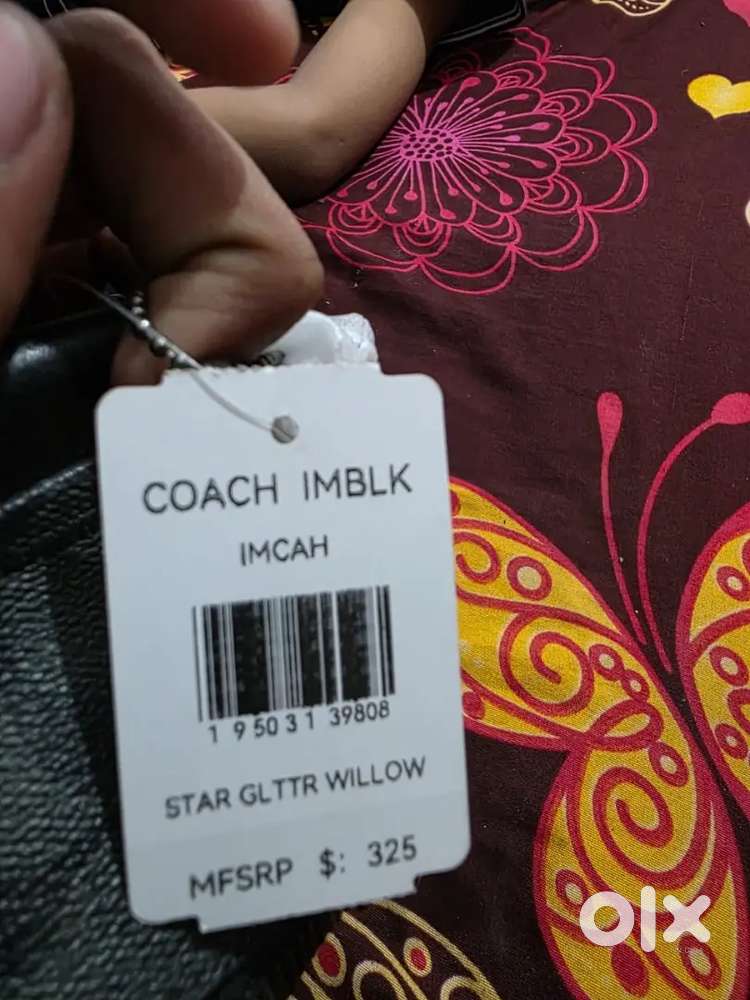 COACH IMBLK
IMCAH
1 95031 39808
STAR GLTTR WILLOW
MFSRP $: 325
olx